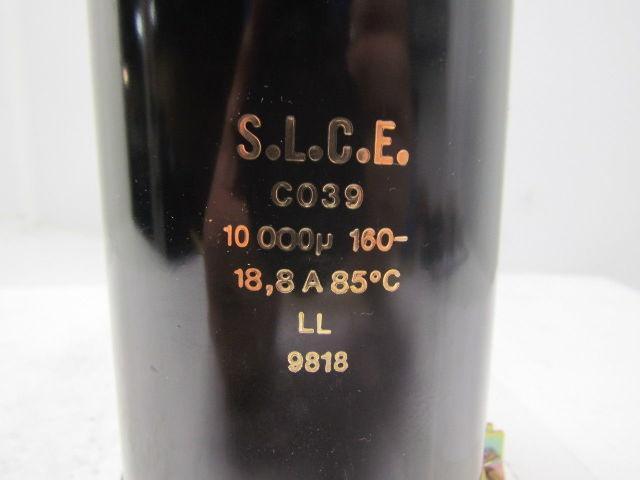 S.L.C.E.
C039
10 000µ 160-
18,8 A 85°C
LL
9818